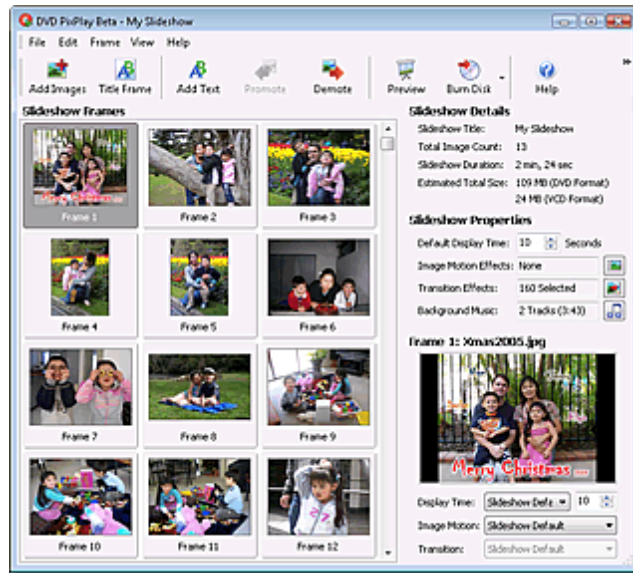 DVD PixPlay Beta - My Slideshow
File Edit Frame View Help
Add Images Title Frame Add Text Promote Demote Preview Burn Disk Help
Slideshow Frames
Frame 1 Frame 2 Frame 3
Frame 4 Frame 5 Frame 6
Frame 7 Frame 8 Frame 9
Frame 10 Frame 11 Frame 12
Slideshow Details
Slideshow Title: My Slideshow
Total Image Count: 13
Slideshow Duration: 2 min, 24 sec
Estimated Total Size: 109 MB (DVD Format)
24 MB (VCD Format)
Slideshow Properties
Default Display Time: 10 Seconds
Image Motion Effects: None
Transition Effects: 160 Selected
Background Music: 2 Tracks (3:43)
Frame 1: Xmas2005.jpg
Merry Christmas ...
Display Time: Slideshow Defa 10
Image Motion: Slideshow Default
Transition: Slideshow Default